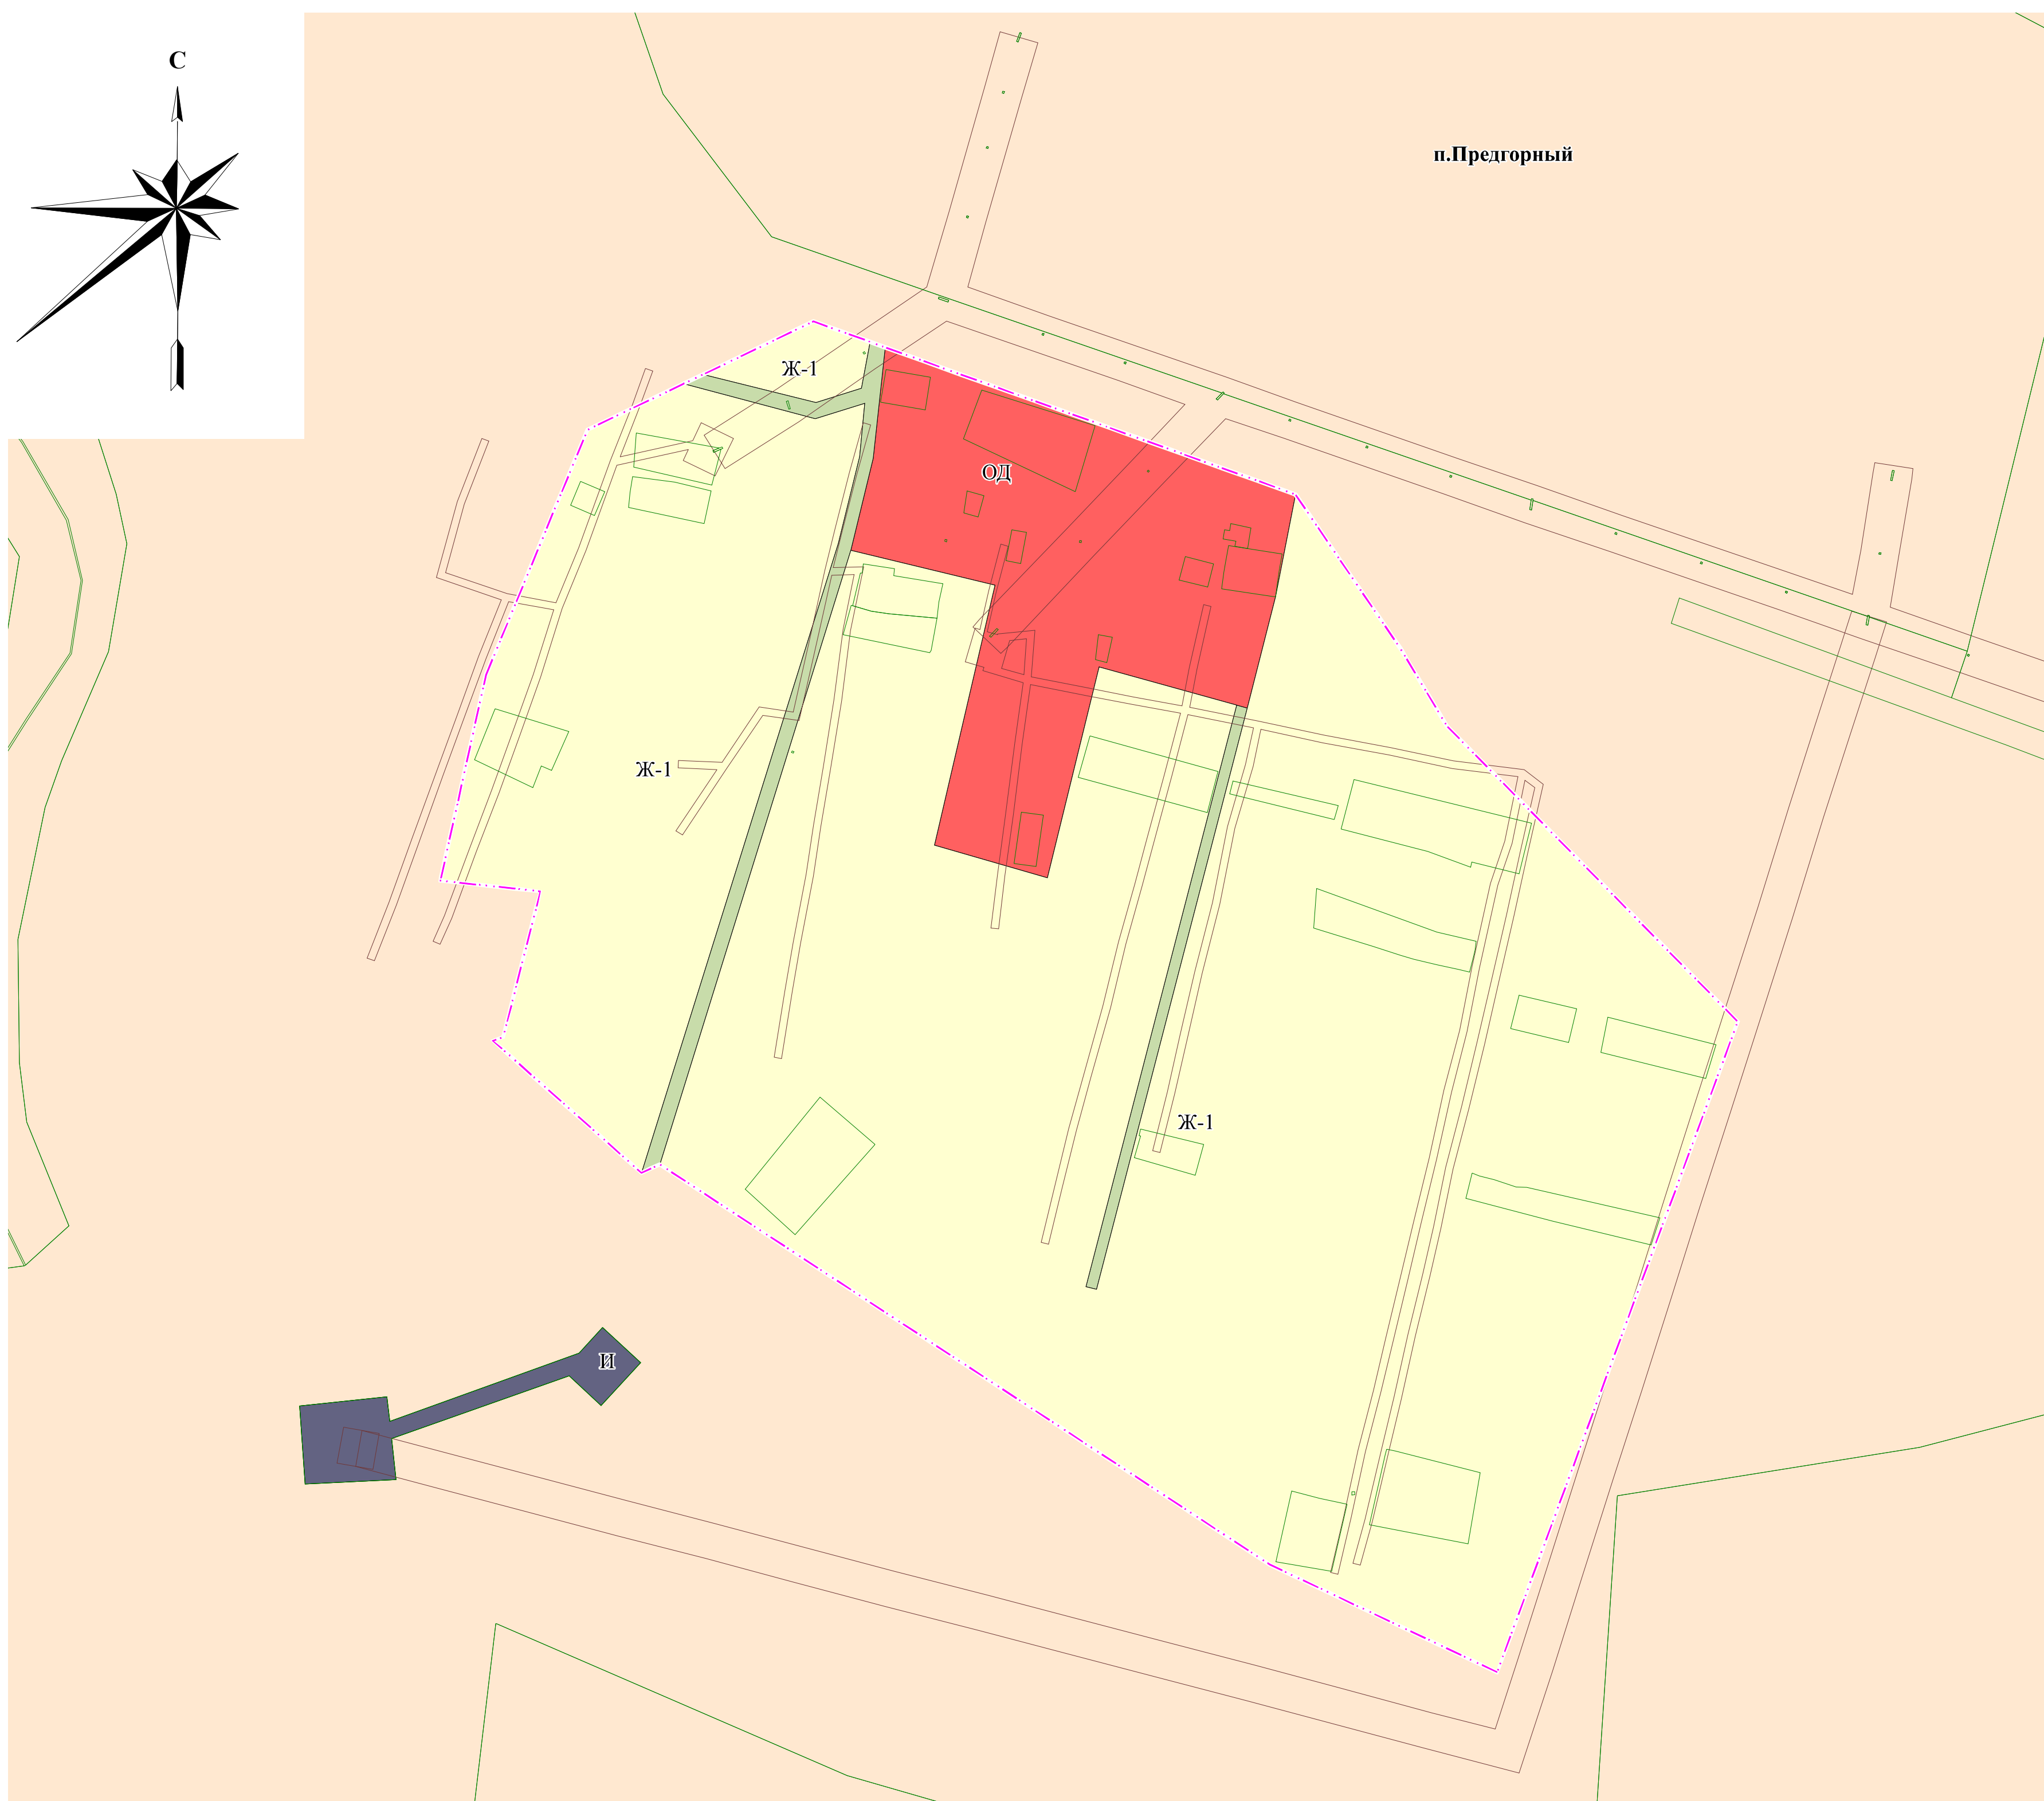 С
п.Предгорный
Ж-1
ОД
Ж-1
Ж-1
И